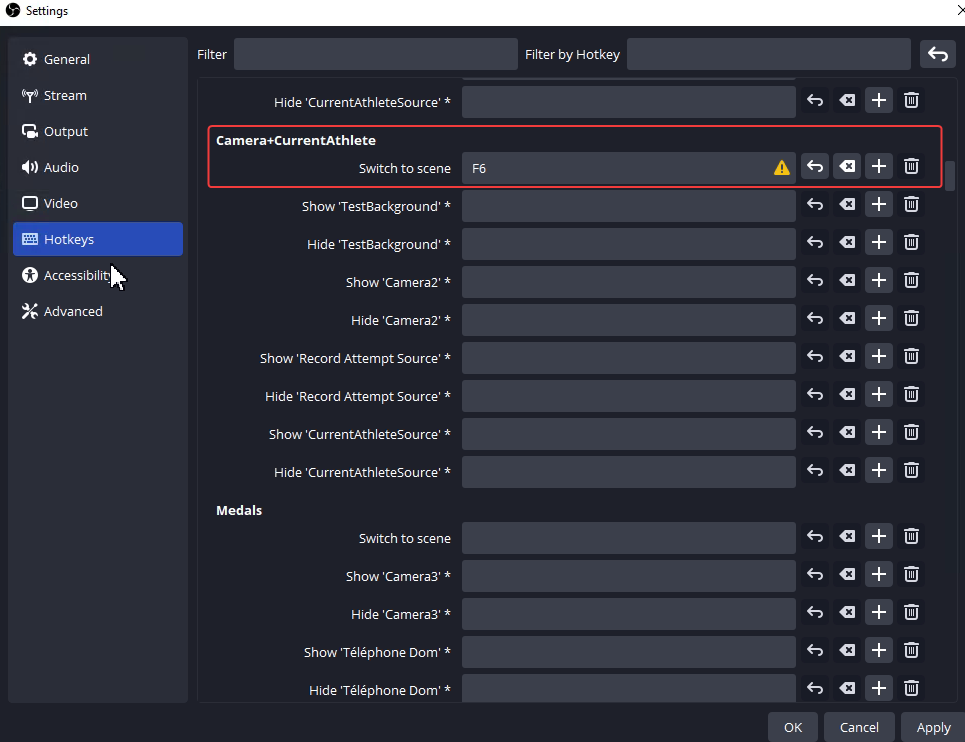 Settings
General
Stream
Output
Audio
Video
Hotkeys
Accessibility
Advanced
Filter
Filter by Hotkey
Hide 'CurrentAthleteSource' *
Camera+CurrentAthlete
Switch to scene F6
Show 'TestBackground' *
Hide 'TestBackground' *
Show 'Camera2' *
Hide 'Camera2' *
Show 'Record Attempt Source' *
Hide 'Record Attempt Source' *
Show 'CurrentAthleteSource' *
Hide 'CurrentAthleteSource' *
Medals
Switch to scene
Show 'Camera3' *
Hide 'Camera3' *
Show 'Téléphone Dom' *
Hide 'Téléphone Dom' *
OK Cancel Apply